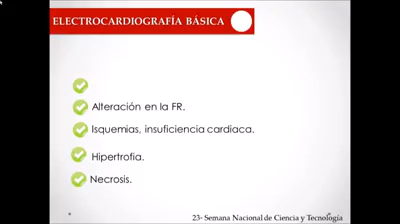 ELECTROCARDIOGRAFÍA BÁSICA
Alteración en la FR.
Isquemias, insuficiencia cardiaca.
Hipertrofia.
Necrosis.
23ª Semana Nacional de Ciencia y Tecnología